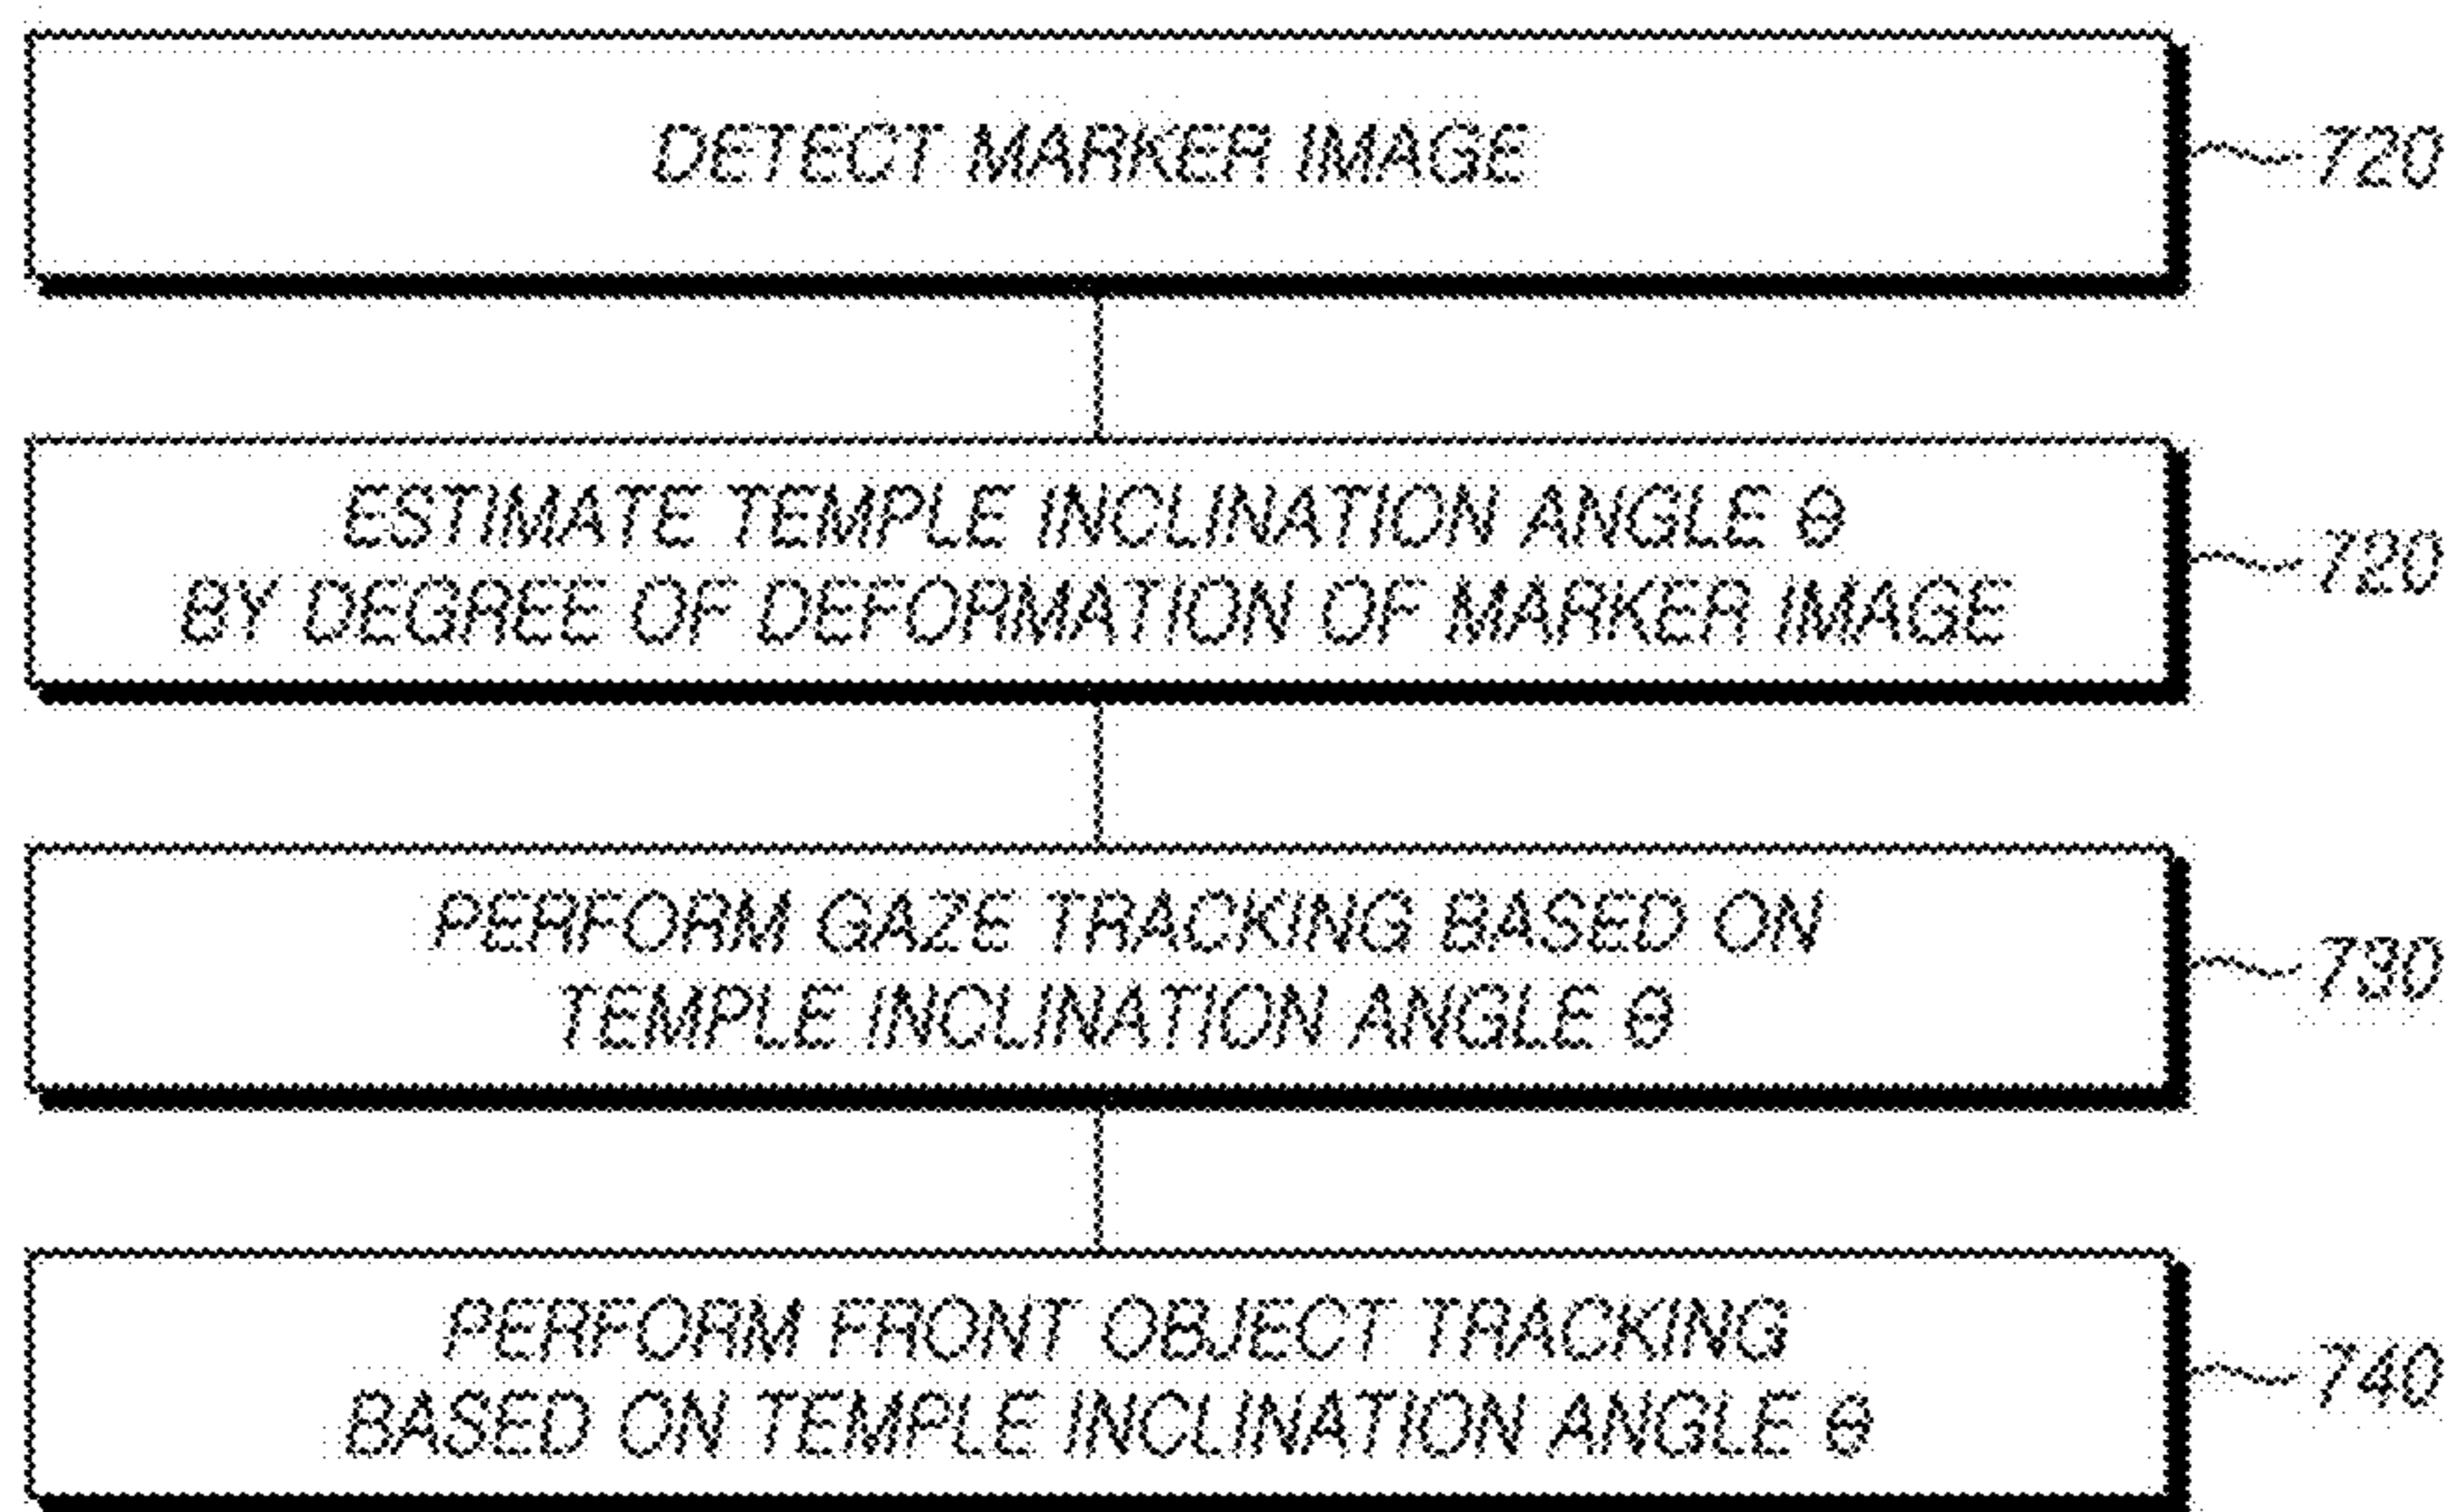 DETECT MARKER IMAGE
720
ESTIMATE TEMPLE INCLINATION ANGLE θ
BY DEGREE OF DEFORMATION OF MARKER IMAGE
720
PERFORM GAZE TRACKING BASED ON
TEMPLE INCLINATION ANGLE θ
730
PERFORM FRONT OBJECT TRACKING
BASED ON TEMPLE INCLINATION ANGLE θ
740